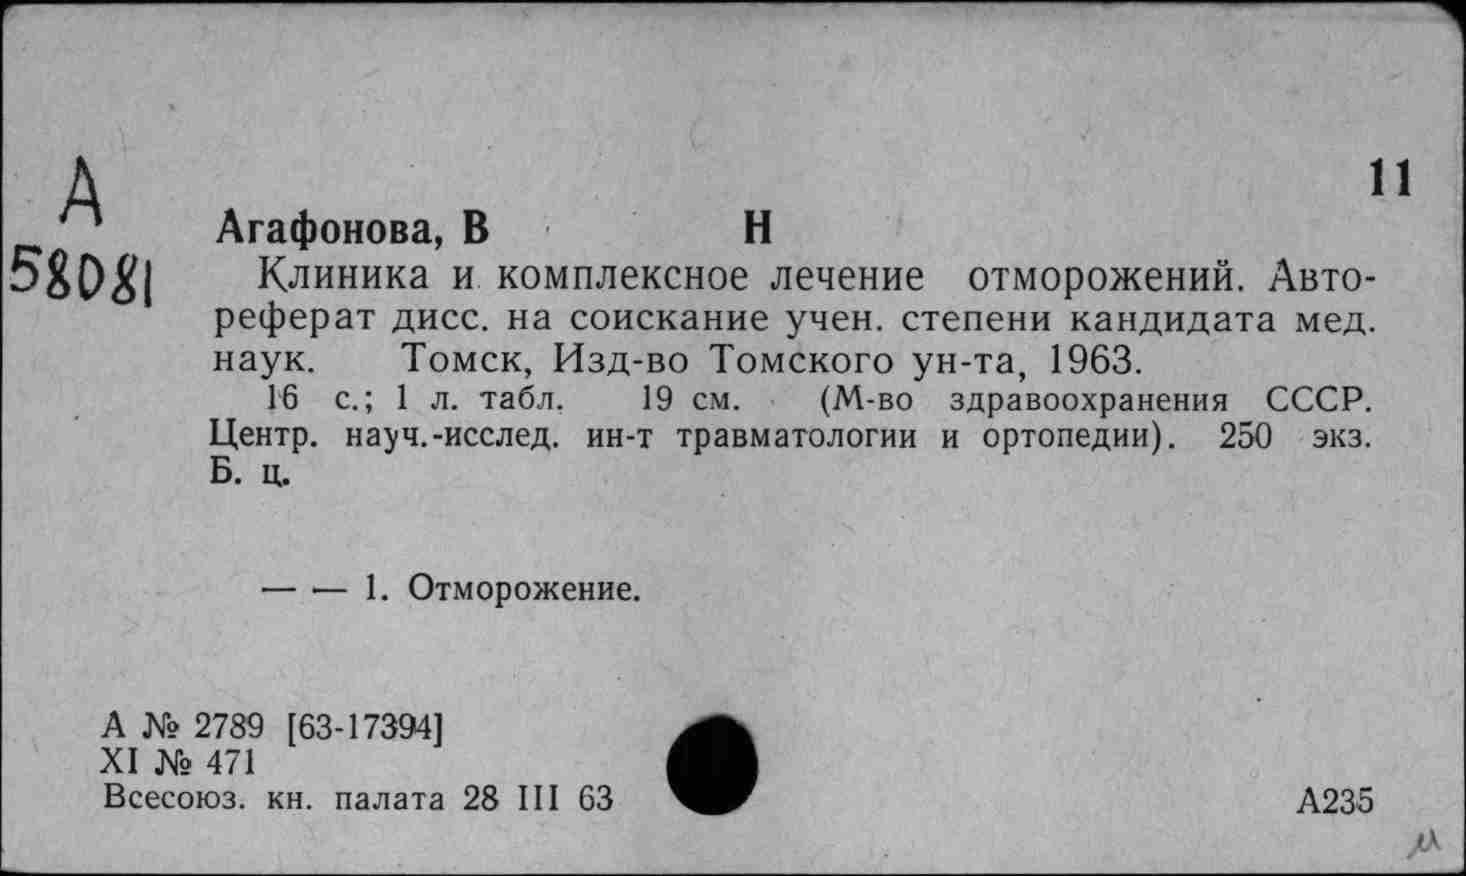 11
А
58081
Агафонова, В Н
Клиника и комплексное лечение отморожений. Авто-
реферат дисс. на соискание учен. степени кандидата мед.
наук. Томск, Изд-во Томского ун-та, 1963.
16 с.; 1 л. табл. 19 см. (М-во здравоохранения СССР.
Центр. науч.-исслед. ин-т травматологии и ортопедии). 250 экз.
Б. ц.
— — 1. Отморожение.
А № 2789 [63-17394]
XI № 471
Всесоюз. кн. палата 28 III 63
А235